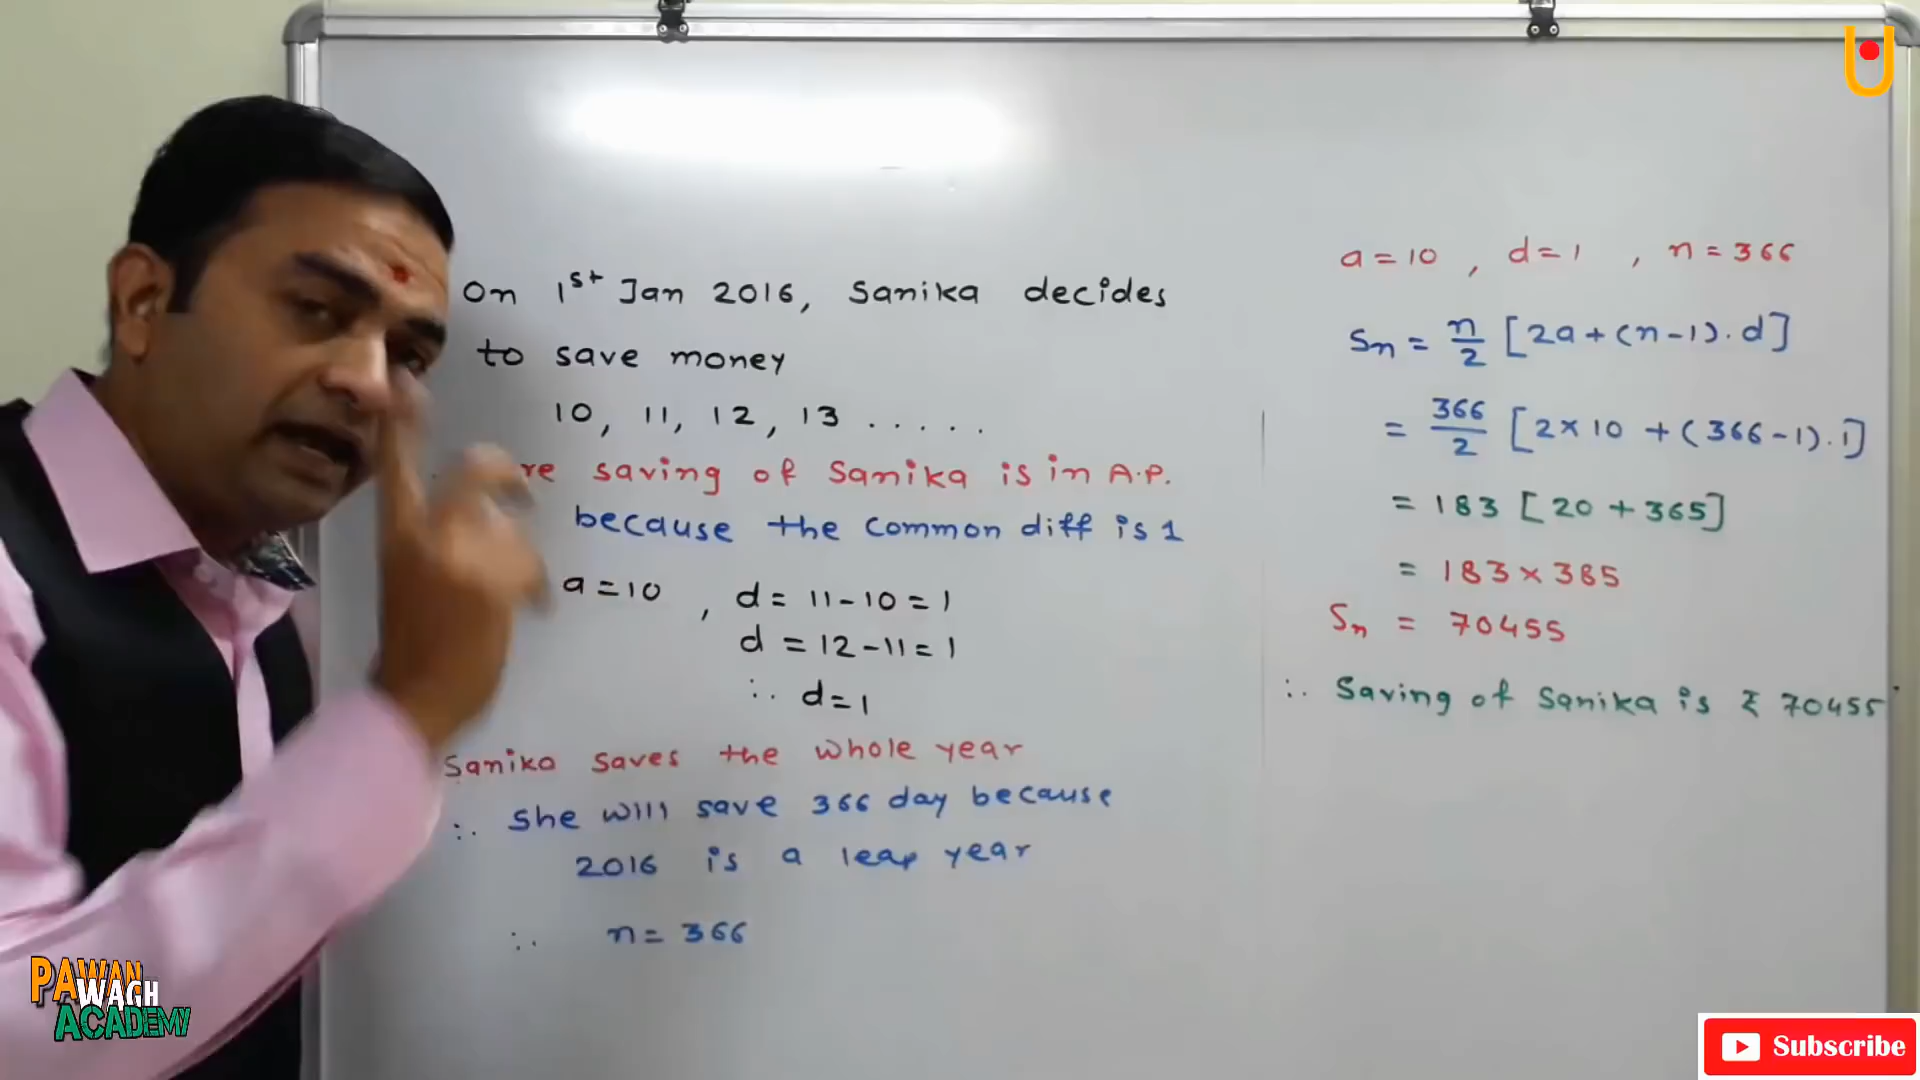 On 1st Jan 2016, Sanika decides
to save money
10, 11, 12, 13 . . . . .
saving of Sanika is in A.P.
because the common diff is 1
a=10 , d= 11-10=1
d =12-11=1
∴ d=1
Sanika saves the whole year
∴ She will save 366 day because
2016 is a leap year
∴ n= 366
a=10 , d=1 , n=366
Sn = n/2 [2a+(n-1).d]
= 366/2 [2×10 +(366-1).1]
= 183 [20 +365]
= 183×385
Sn = 70455
∴ Saving of Sanika is ₹ 70455
PAWAN
WAGH
ACADEMY
Subscribe